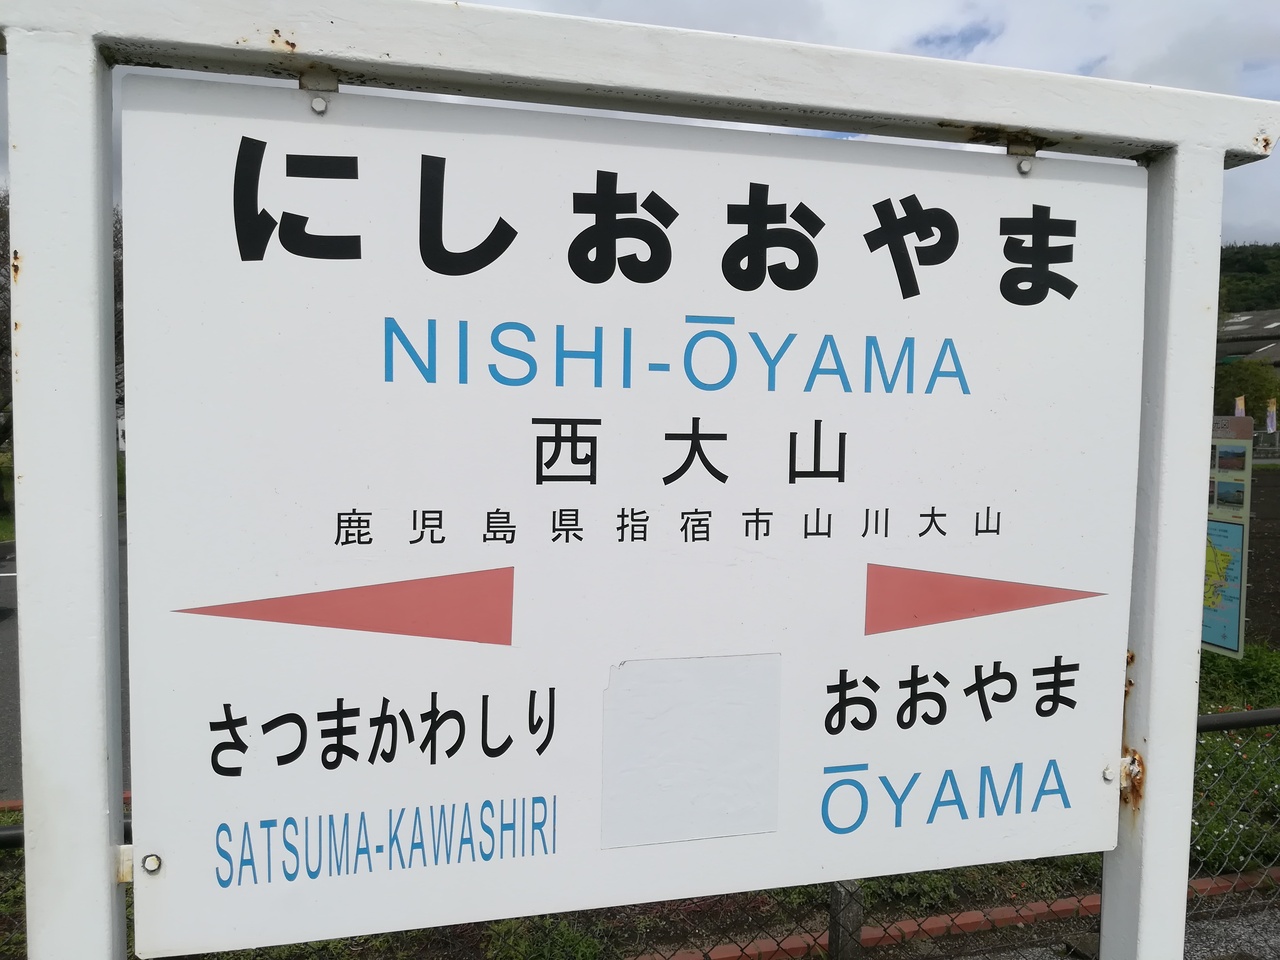 にしおおやま
NISHI-ŌYAMA
西大山
鹿児島県指宿市山川大山
さつまかわしり
おおやま
SATSUMA-KAWASHIRI
ŌYAMA